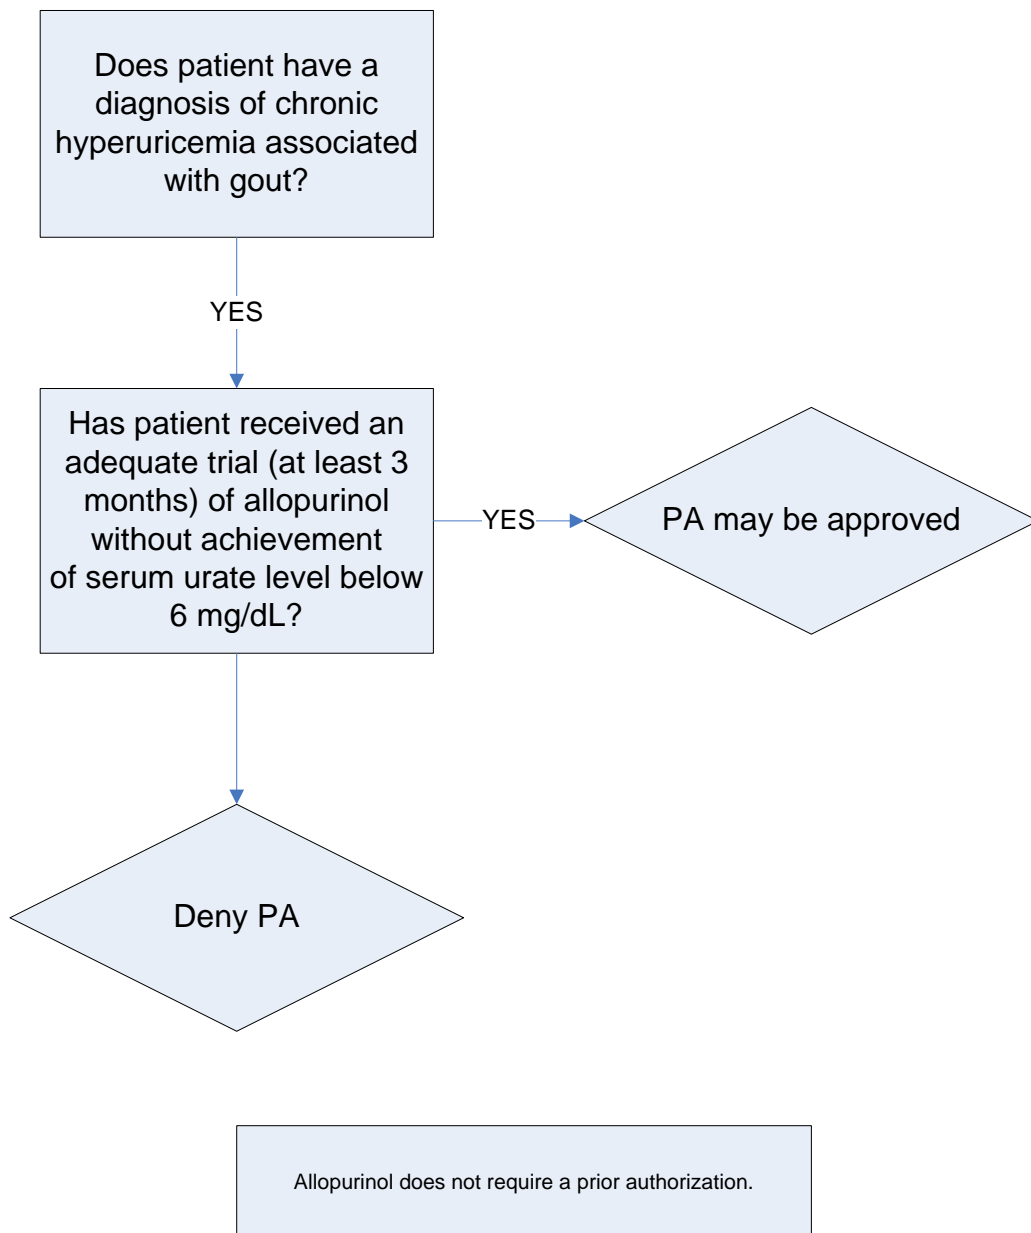 Does patient have a
diagnosis of chronic
hyperuricemia associated
with gout?
YES
Has patient received an
adequate trial (at least 3
months) of allopurinol
without achievement
of serum urate level below
6 mg/dL?
YES
PA may be approved
Deny PA
Allopurinol does not require a prior authorization.